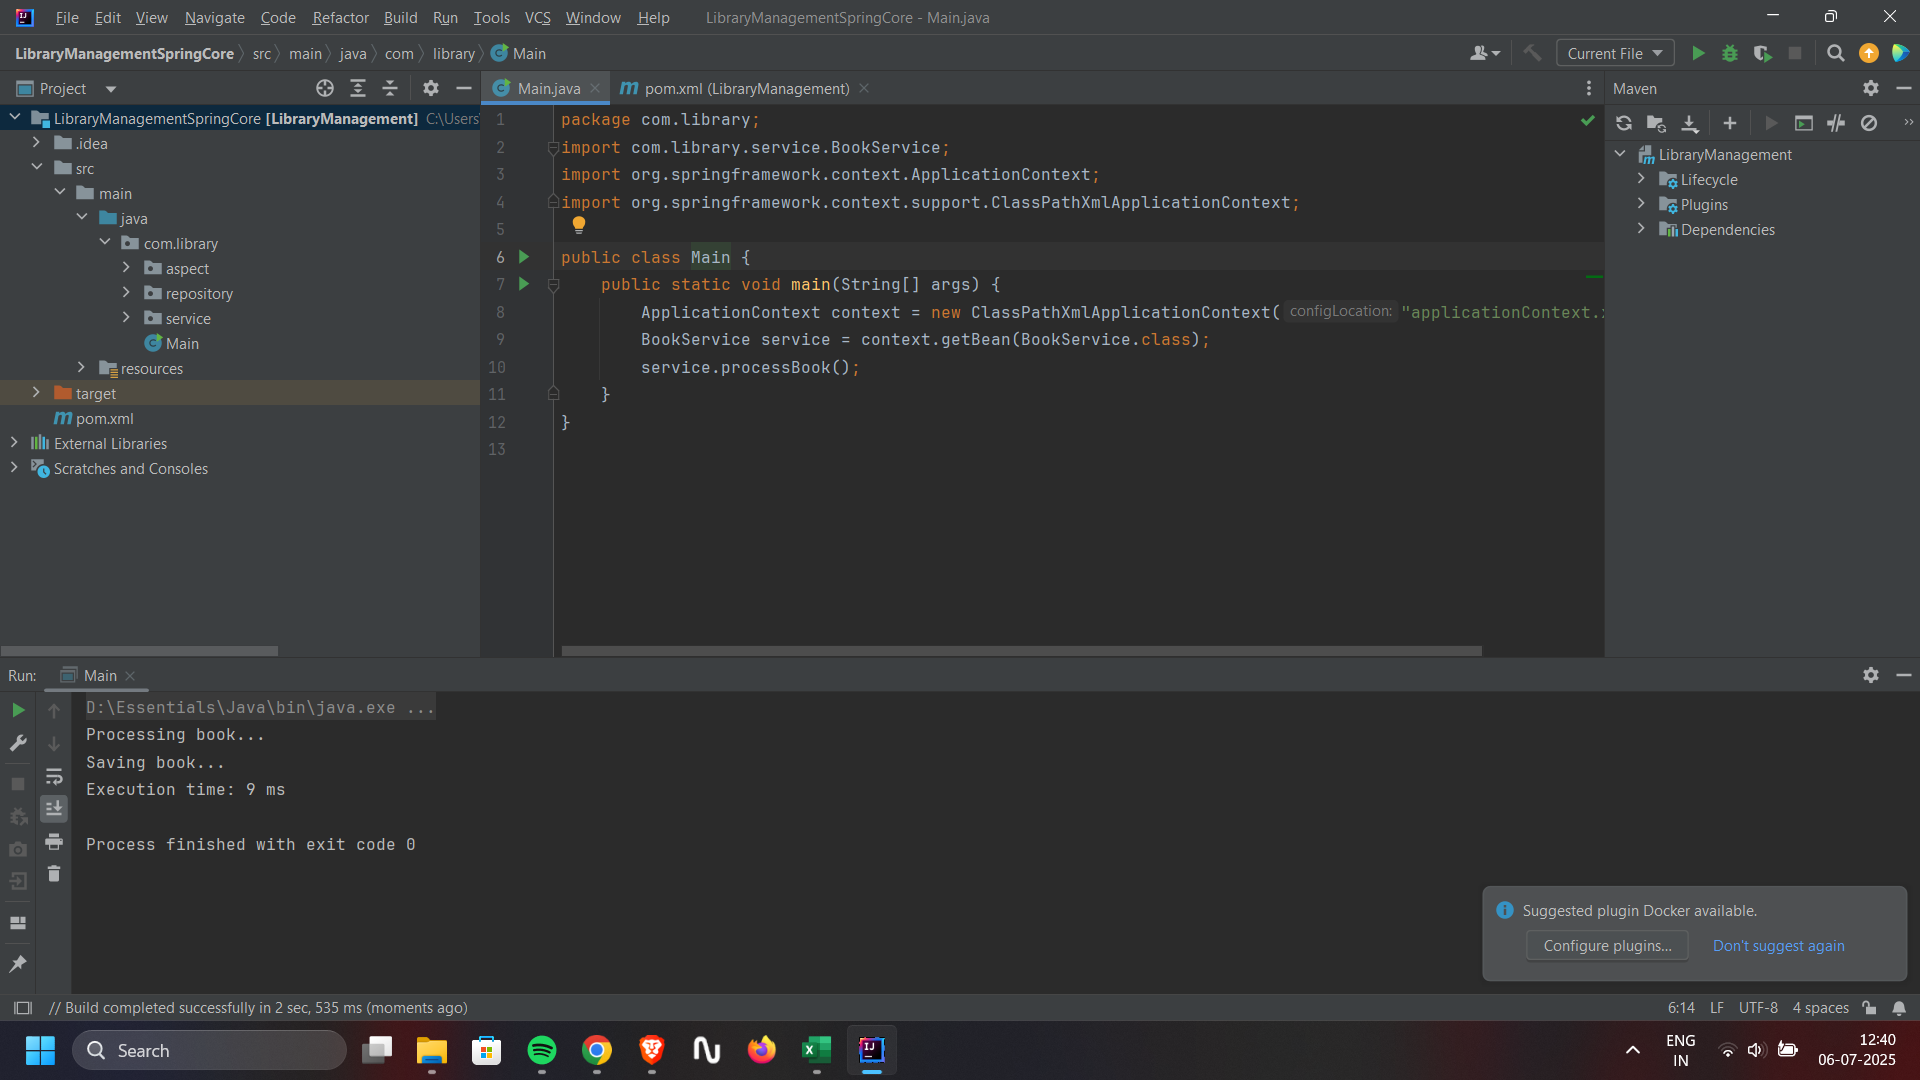 File Edit View Navigate Code Refactor Build Run Tools VCS Window Help LibraryManagementSpringCore - Main.java
LibraryManagementSpringCore src main java com library Main Current File
Project
Main.java pom.xml (LibraryManagement)
Maven
LibraryManagementSpringCore [LibraryManagement] C:\Users
.idea
src
main
java
com.library
aspect
repository
service
Main
resources
target
pom.xml
External Libraries
Scratches and Consoles
1 package com.library;
2 import com.library.service.BookService;
3 import org.springframework.context.ApplicationContext;
4 import org.springframework.context.support.ClassPathXmlApplicationContext;
5
6 public class Main {
7 public static void main(String[] args) {
8 ApplicationContext context = new ClassPathXmlApplicationContext( configLocation: "applicationContext.
9 BookService service = context.getBean(BookService.class);
10 service.processBook();
11 }
12 }
13
LibraryManagement
Lifecycle
Plugins
Dependencies
Run: Main
D:\Essentials\Java\bin\java.exe ...
Processing book...
Saving book...
Execution time: 9 ms
Process finished with exit code 0
Suggested plugin Docker available.
Configure plugins... Don't suggest again
// Build completed successfully in 2 sec, 535 ms (moments ago) 6:14 LF UTF-8 4 spaces
Search
ENG
IN
12:40
06-07-2025